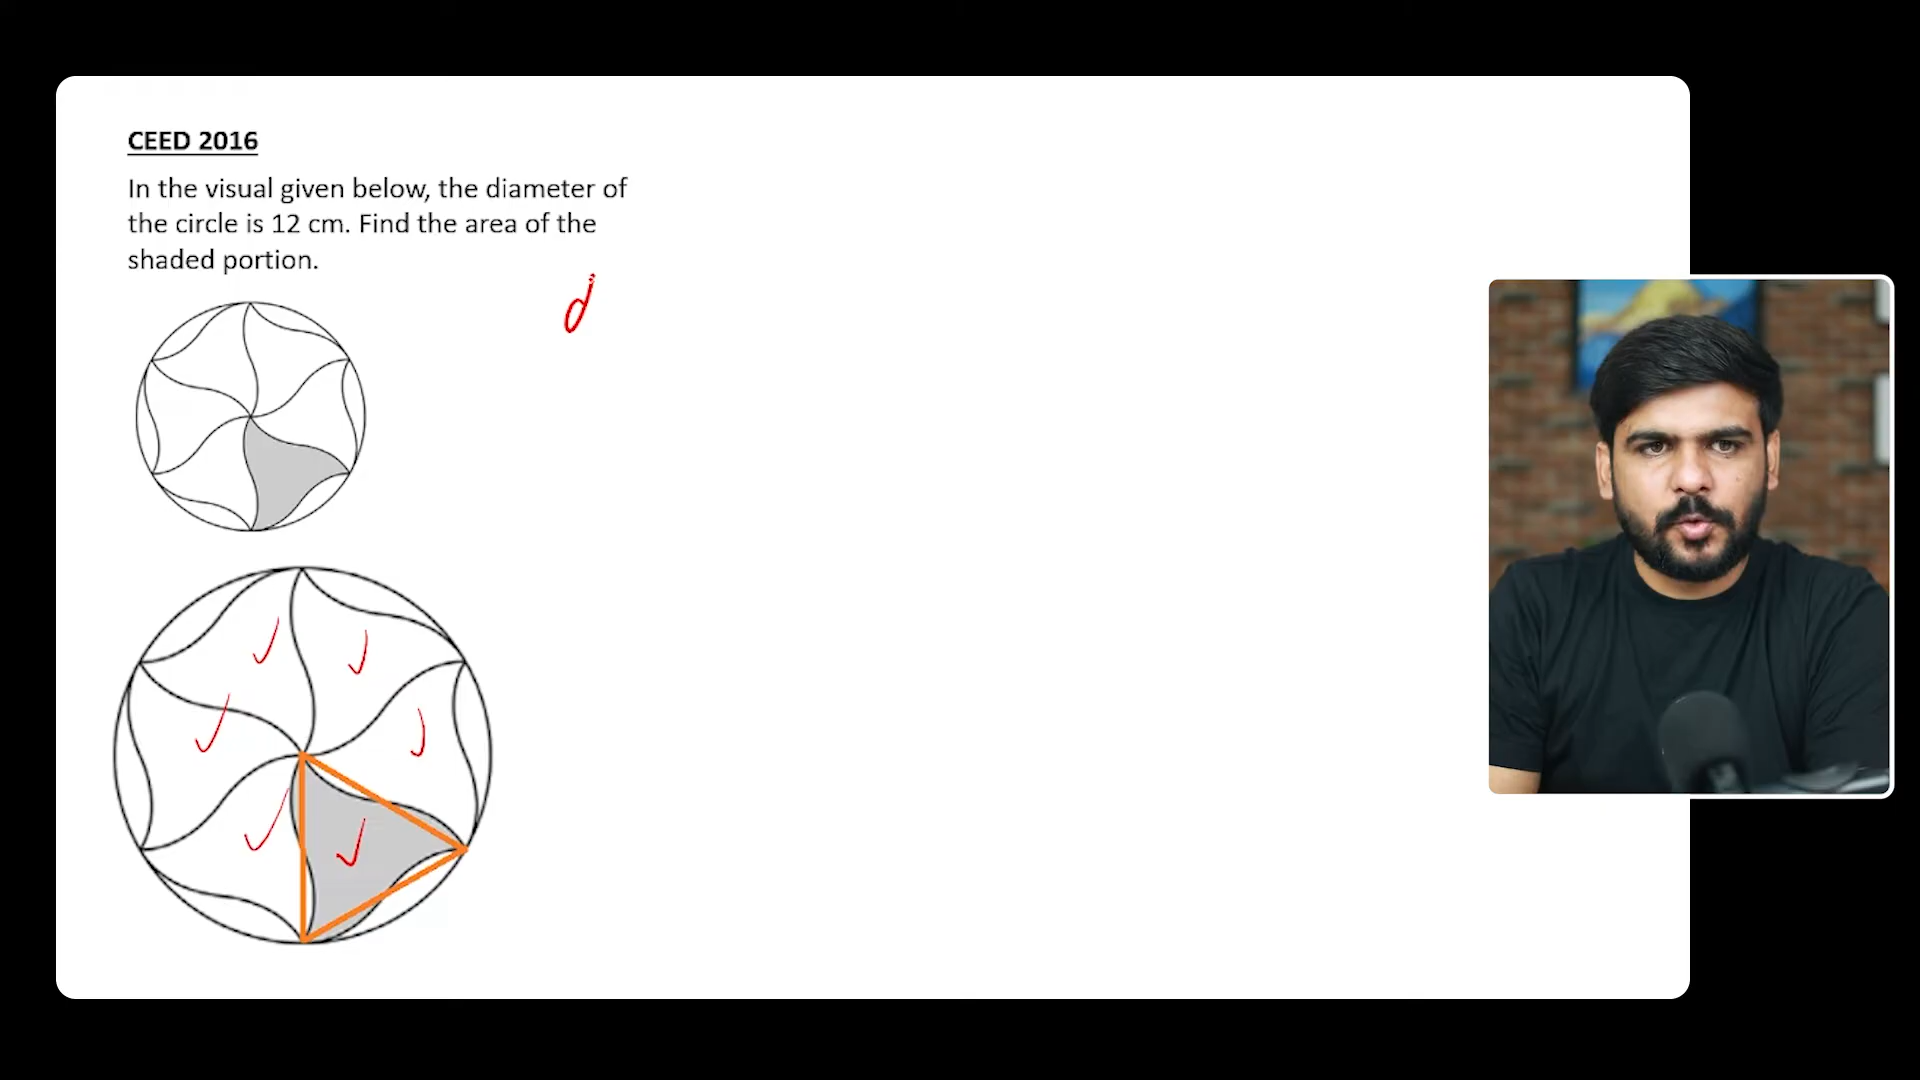 CEED 2016
In the visual given below, the diameter of
the circle is 12 cm. Find the area of the
shaded portion.
d